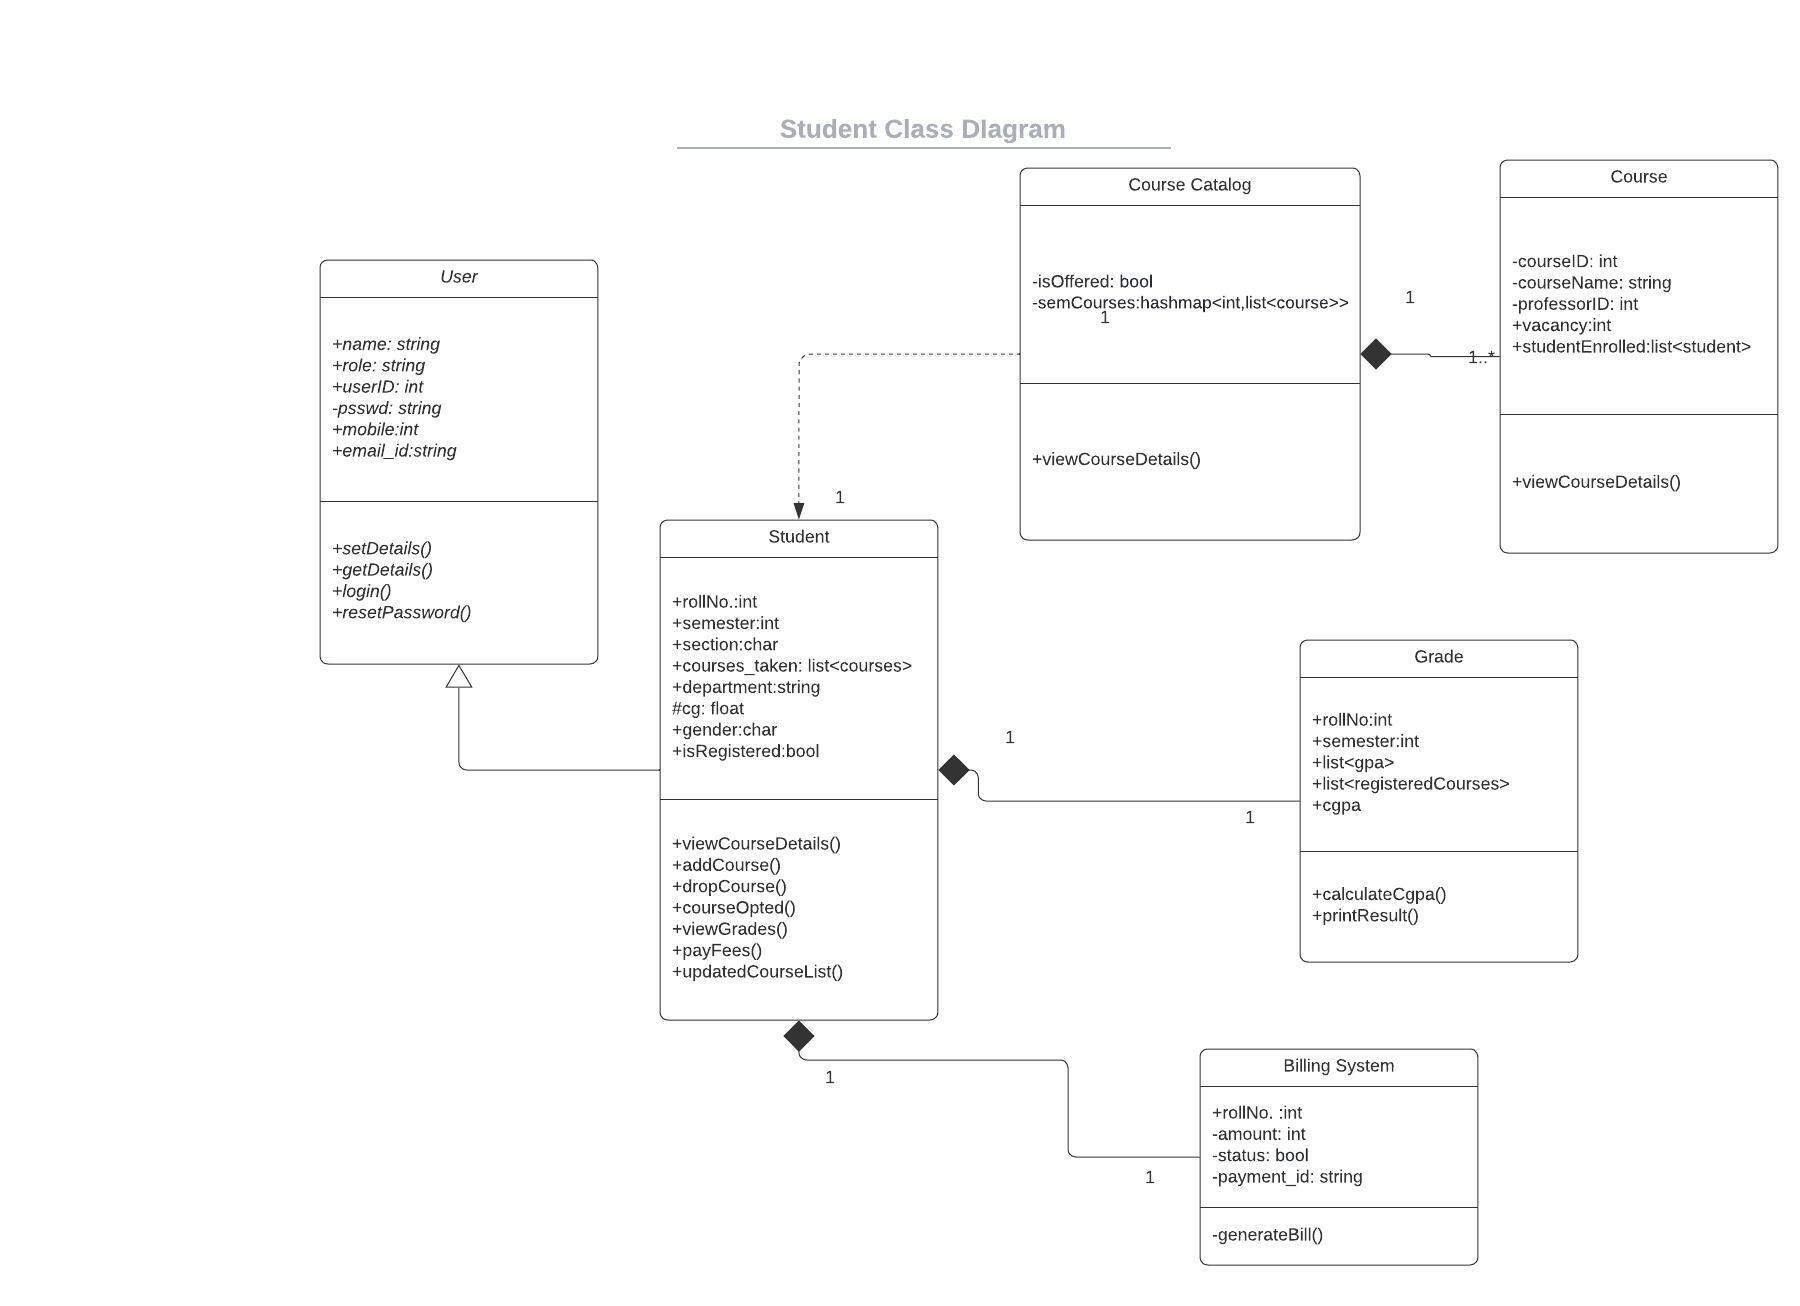 Student Class DIagram
User
+name: string
+role: string
+userID: int
-psswd: string
+mobile:int
+email_id:string
+setDetails()
+getDetails()
+login()
+resetPassword()
Course Catalog
-isOffered: bool
-semCourses:hashmap<int,list<course>>
1
+viewCourseDetails()
1
1..*
Course
-courseID: int
-courseName: string
-professorID: int
+vacancy:int
+studentEnrolled:list<student>
+viewCourseDetails()
1
Student
+rollNo.:int
+semester:int
+section:char
+courses_taken: list<courses>
+department:string
#cg: float
+gender:char
+isRegistered:bool
+viewCourseDetails()
+addCourse()
+dropCourse()
+courseOpted()
+viewGrades()
+payFees()
+updatedCourseList()
1
1
Grade
+rollNo:int
+semester:int
+list<gpa>
+list<registeredCourses>
+cgpa
+calculateCgpa()
+printResult()
1
1
Billing System
+rollNo. :int
-amount: int
-status: bool
-payment_id: string
-generateBill()